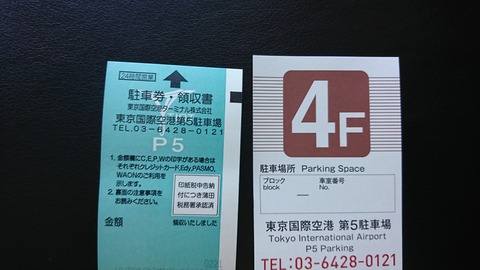 24時間営業
駐車券・領収書
東京国際空港ターミナル株式会社
東京国際空港第5駐車場
TEL.03-6428-0121
P5
1. 金額欄にC,E,P,Wの印字がある場合は
それぞれクレジットカード,Edy,PASMO,
WAONのご利用を
示します。
2. 裏面の注意事項を
お読みください。
印紙税申告納
付につき蒲田
税務署承認済
金額
領収いたしました
4F
駐車場所 Parking Space
ブロック
block
車室番号
No.
東京国際空港 第5駐車場
Tokyo International Airport
P5 Parking
TEL:03-6428-0121